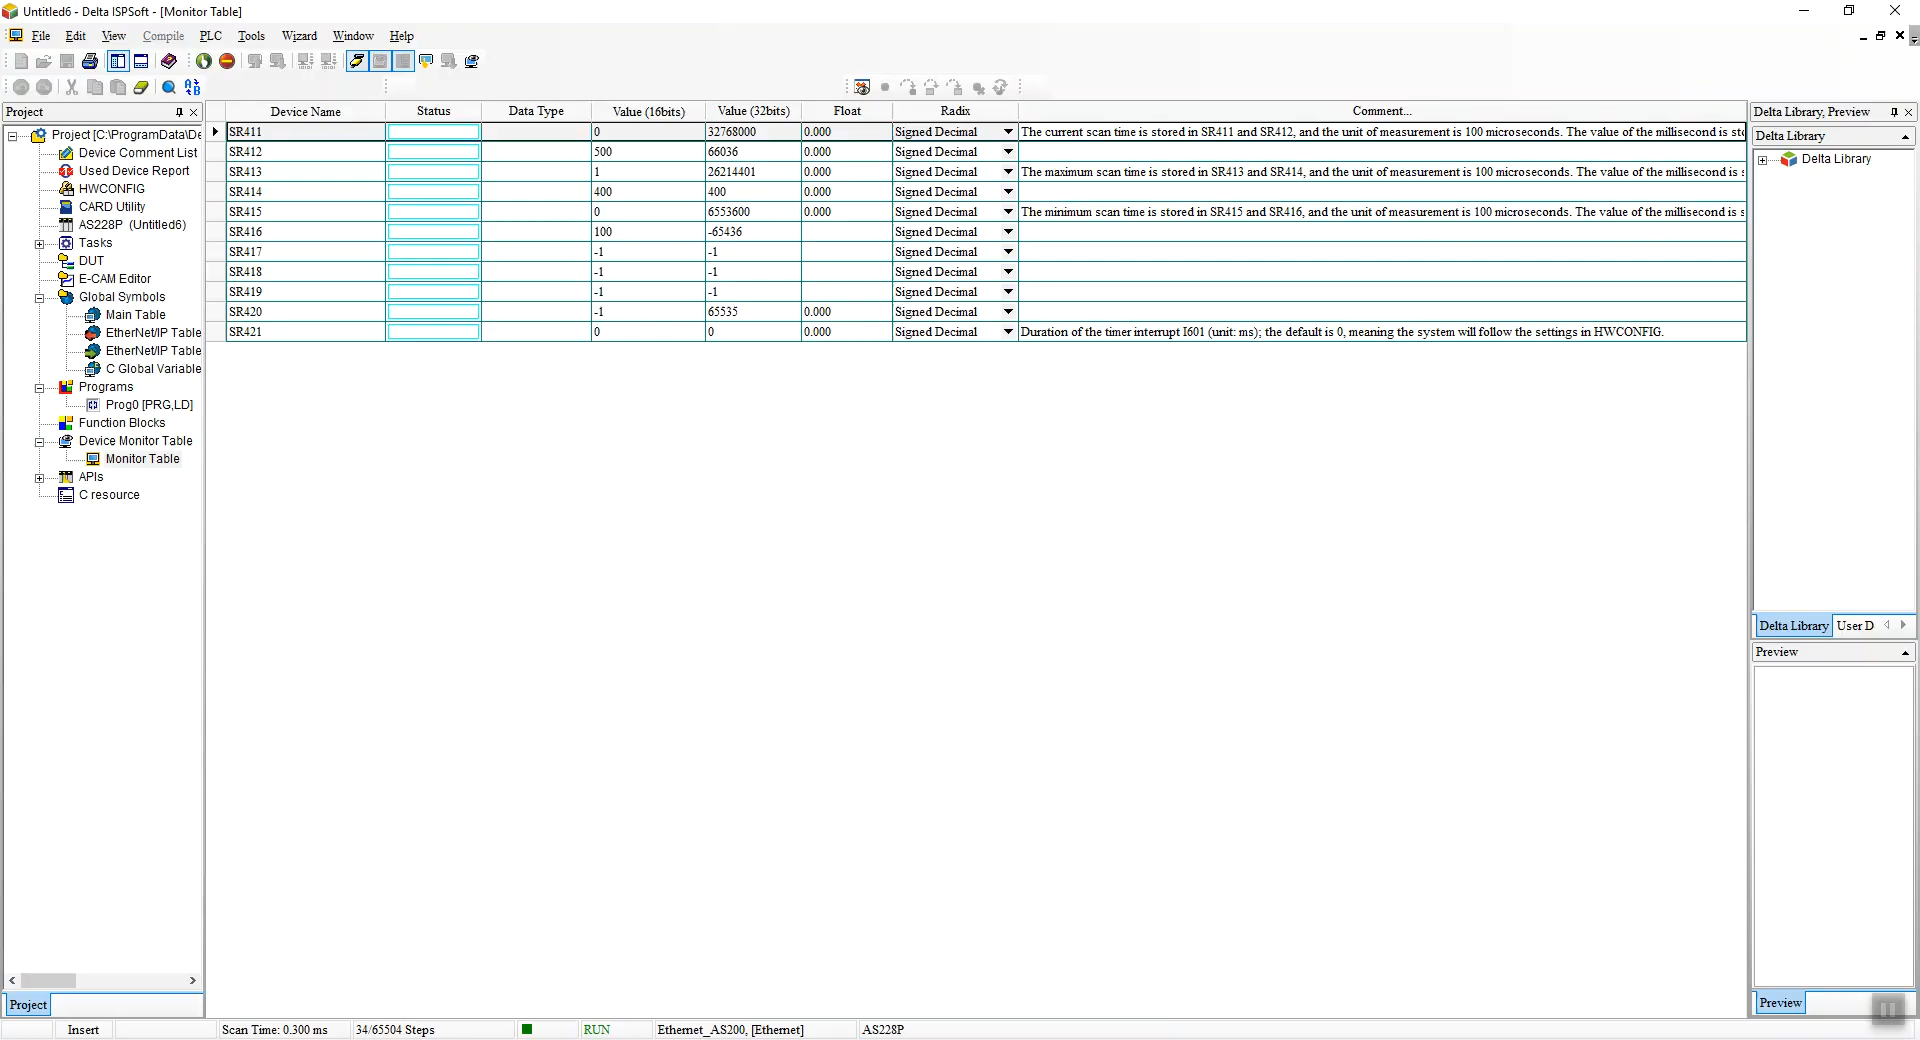 Untitled6 - Delta ISPSoft - [Monitor Table]
File Edit View Compile PLC Tools Wizard Window Help
Project
Project [C:\ProgramData\De
Device Comment List
Used Device Report
HWCONFIG
CARD Utility
AS228P (Untitled6)
Tasks
DUT
E-CAM Editor
Global Symbols
Main Table
EtherNet/IP Table
EtherNet/IP Table
C Global Variable
Programs
Prog0 [PRG,LD]
Function Blocks
Device Monitor Table
Monitor Table
APIs
C resource
Project
Device Name Status Data Type Value (16bits) Value (32bits) Float Radix Comment...
SR411 0 32768000 0.000 Signed Decimal The current scan time is stored in SR411 and SR412, and the unit of measurement is 100 microseconds. The value of the millisecond is sto
SR412 500 66036 0.000 Signed Decimal
SR413 1 26214401 0.000 Signed Decimal The maximum scan time is stored in SR413 and SR414, and the unit of measurement is 100 microseconds. The value of the millisecond is s
SR414 400 400 0.000 Signed Decimal
SR415 0 6553600 0.000 Signed Decimal The minimum scan time is stored in SR415 and SR416, and the unit of measurement is 100 microseconds. The value of the millisecond is s
SR416 100 -65436 Signed Decimal
SR417 -1 -1 Signed Decimal
SR418 -1 -1 Signed Decimal
SR419 -1 -1 Signed Decimal
SR420 -1 65535 0.000 Signed Decimal
SR421 0 0 0.000 Signed Decimal Duration of the timer interrupt I601 (unit: ms); the default is 0, meaning the system will follow the settings in HWCONFIG.
Delta Library, Preview
Delta Library
Delta Library
Delta Library User D
Preview
Preview
Insert Scan Time: 0.300 ms 34/65504 Steps RUN Ethernet_AS200, [Ethernet] AS228P